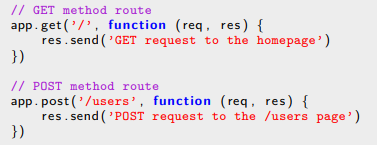 // GET method route
app.get('/', function (req, res) {
    res.send('GET request to the homepage')
})

// POST method route
app.post('/users', function (req, res) {
    res.send('POST request to the /users page')
})